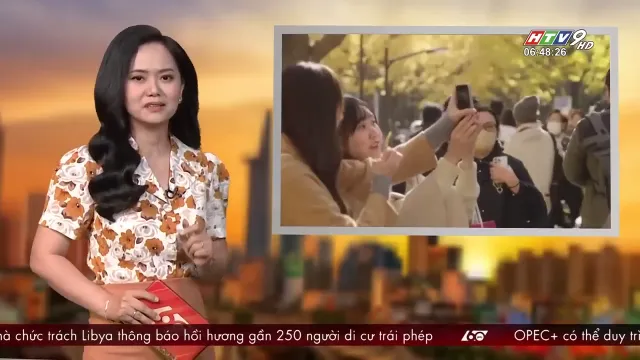 HTV9 HD
06:48:26
hà chức trách Libya thông báo hồi hương gần 250 người di cư trái phép
OPEC+ có thể duy trì